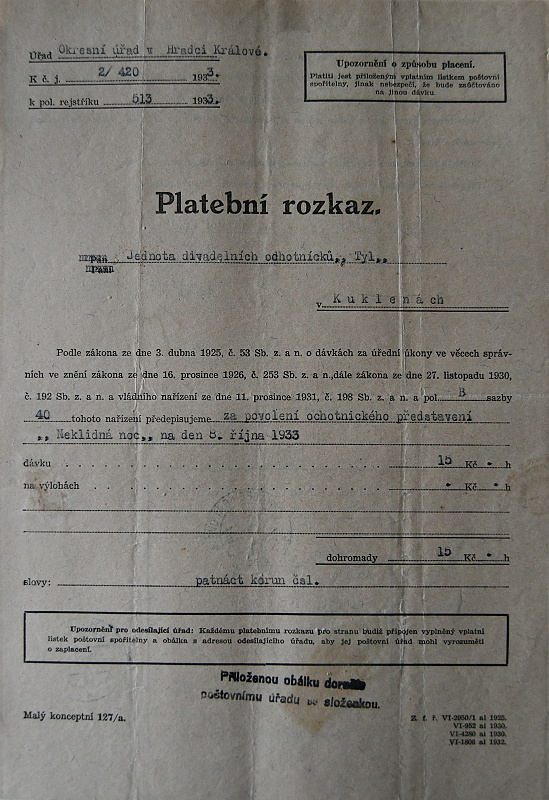 Úřad Okresní úřad v Hradci Králové.
K č. j. 2/ 420 1933.
k pol. rejstříku 513 1933.
Upozornění o způsobu placení.
Platiti jest přiloženým vplatním lístkem poštovní
spořitelny, jinak nebezpečí, že bude zaúčtováno
na jinou dávku.
Platební rozkaz.
Jednota divadelních odhotnícků,, Tyl,,
v Kuklenách
Podle zákona ze dne 3. dubna 1925, č. 53 Sb. z. a n. o dávkách za úřední úkony ve věcech správ-
ních ve znění zákona ze dne 16. prosince 1926, č. 253 Sb. z. a n., dále zákona ze dne 27. listopadu 1930,
č. 192 Sb. z. a n. a vládního nařízení ze dne 11. prosince 1931, č. 198 Sb. z. a n. a pol. B sazby
40 tohoto nařízení předepisujeme za povolení ochotnického představení
,, Neklidná noc,, na den 8. října 1933
dávku 15 Kč • h
na výlohách • Kč • h
dohromady 15 Kč • h
slovy: patnáct korun čsl.
Upozornění pro odesílající úřad: Každému platebnímu rozkazu pro stranu budiž připojen vyplněný vplatní
lístek poštovní spořitelny a obálka s adresou odesílajícího úřadu, aby jej poštovní úřad mohl vyrozuměti
o zaplacení.
Přiloženou obálku
poštovnímu úřadu se složenkou.
Malý konceptní 127/a.
Z. f. ř. VI-2950/1 ai 1925.
VI-952 ai 1930.
VI-4280 ai 1930.
VI-1808 ai 1932.